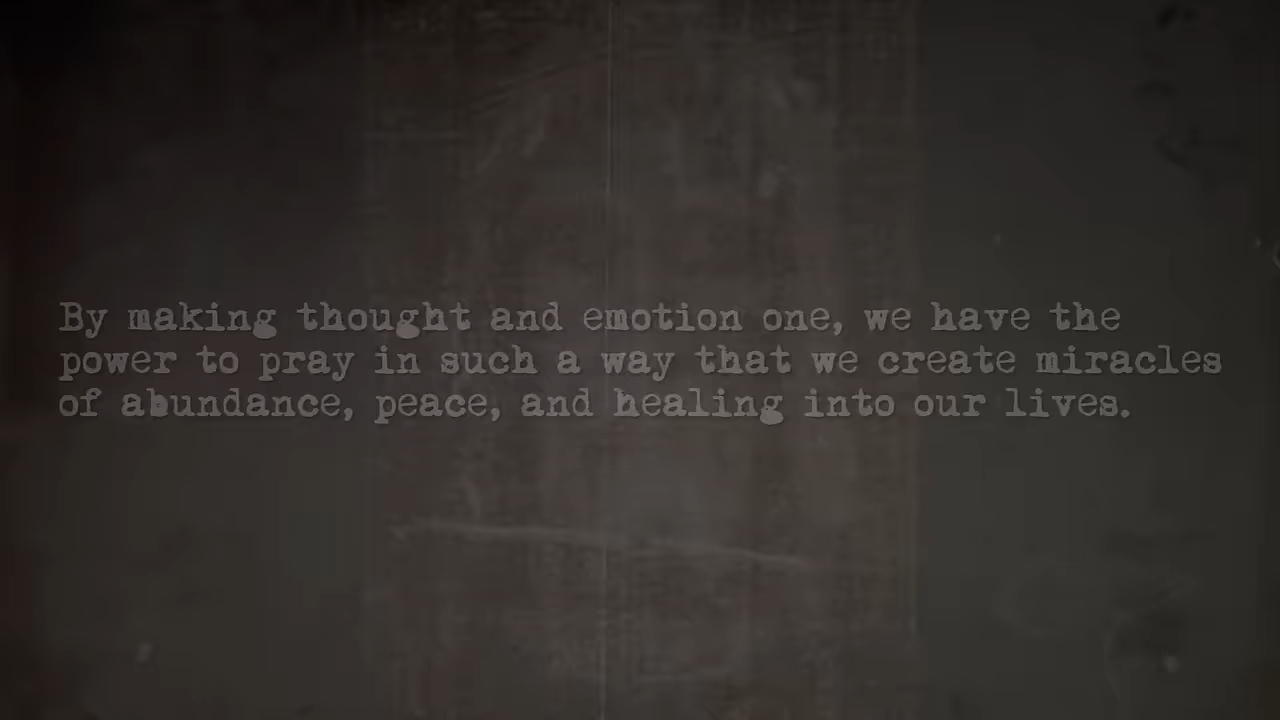 By making thought and emotion one, we have the
power to pray in such a way that we create miracles
of abundance, peace, and healing into our lives.